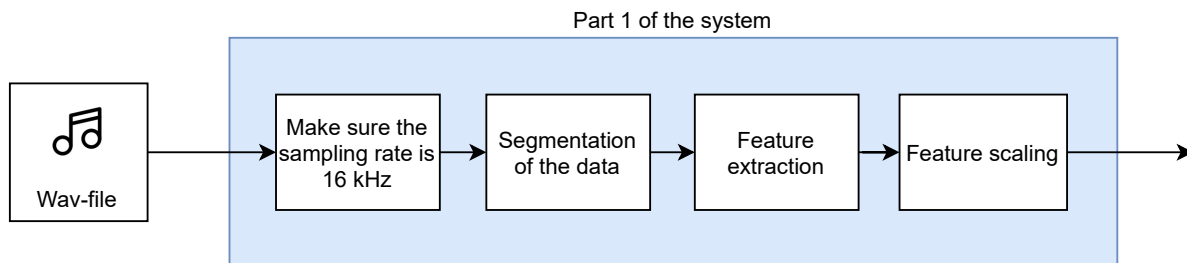 Part 1 of the system
Wav-file
Make sure the
sampling rate is
16 kHz
Segmentation
of the data
Feature
extraction
Feature scaling